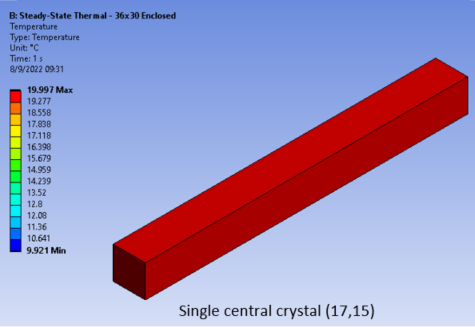 B: Steady-State Thermal - 36x30 Enclosed
Temperature
Type: Temperature
Unit: °C
Time: 1 s
8/9/2022 09:31
19.997 Max
19.277
18.558
17.838
17.118
16.398
15.679
14.959
14.239
13.52
12.8
12.08
11.36
10.641
9.921 Min
Single central crystal (17,15)